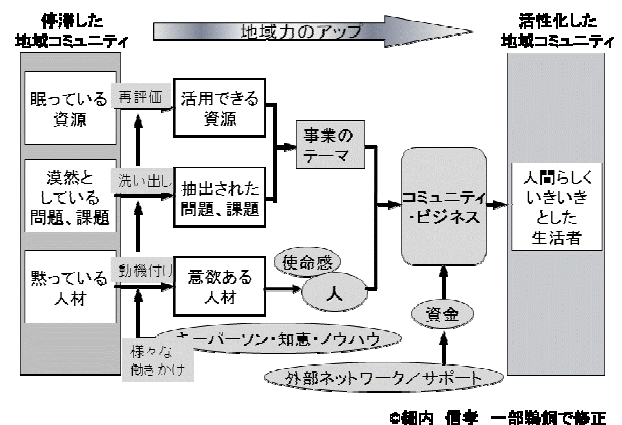 停滞した
地域コミュニティ
地域力のアップ
活性化した
地域コミュニティ
眠っている
資源
再評価
活用できる
資源
漠然と
している
問題、課題
洗い出し
抽出された
問題、課題
黙っている
人材
動機付け
意欲ある
人材
事業の
テーマ
使命感
人
コミュニティ
・ビジネス
人間らしく
いきいき
とした
生活者
資金
様々な
働きかけ
キーパーソン・知恵・ノウハウ
外部ネットワーク/サポート
©細内 信孝 一部鵜飼で修正